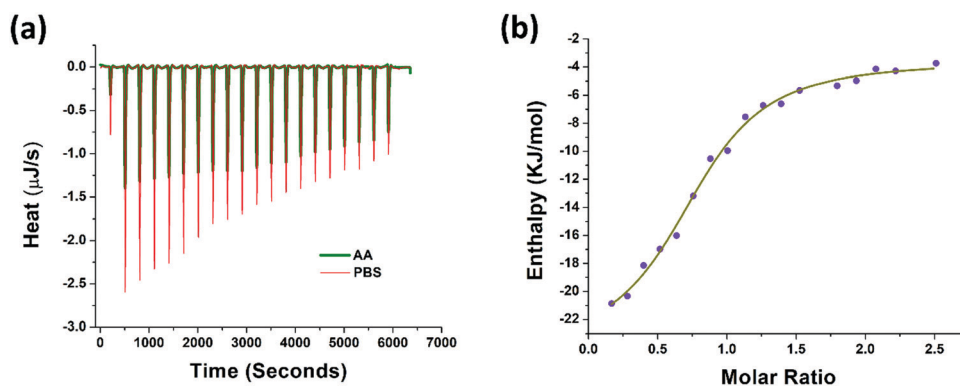 (a)
0.0
-0.5
-1.0
-1.5
-2.0
-2.5
-3.0
Heat (μJ/s)
AA
PBS
0 1000 2000 3000 4000 5000 6000 7000
Time (Seconds)
(b)
-4
-6
-8
-10
-12
-14
-16
-18
-20
-22
Enthalpy (KJ/mol)
0.0 0.5 1.0 1.5 2.0 2.5
Molar Ratio